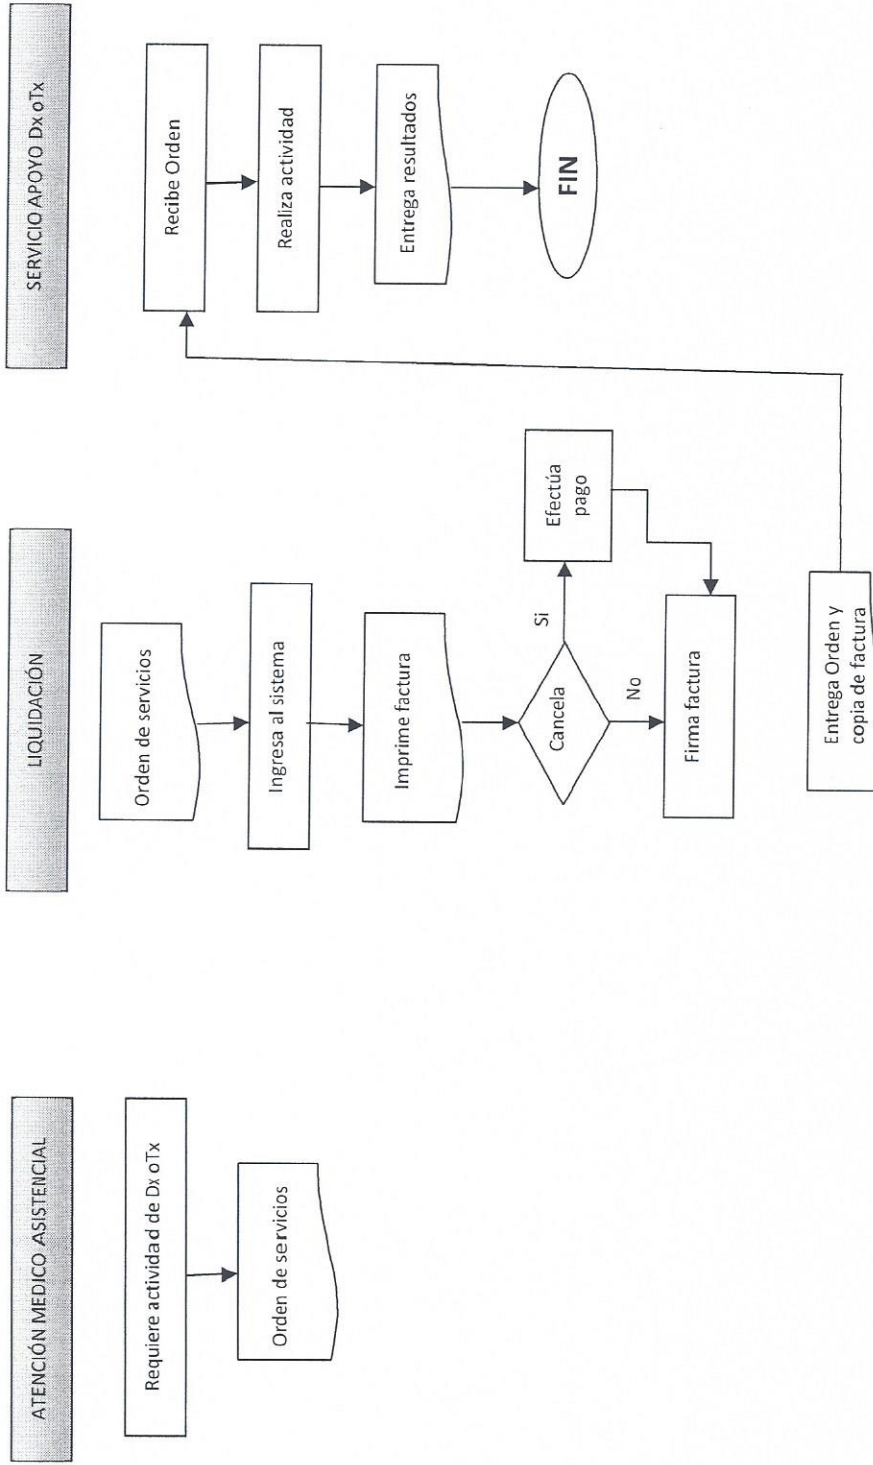 ATENCIÓN MEDICO ASISTENCIAL
Requiere actividad de Dx oTx
Orden de servicios
LIQUIDACIÓN
Orden de servicios
Ingresa al sistema
Imprime factura
Cancela
Si
Efectúa
pago
No
Firma factura
Entrega Orden y
copia de factura
SERVICIO APOYO Dx oTx
Recibe Orden
Realiza actividad
Entrega resultados
FIN